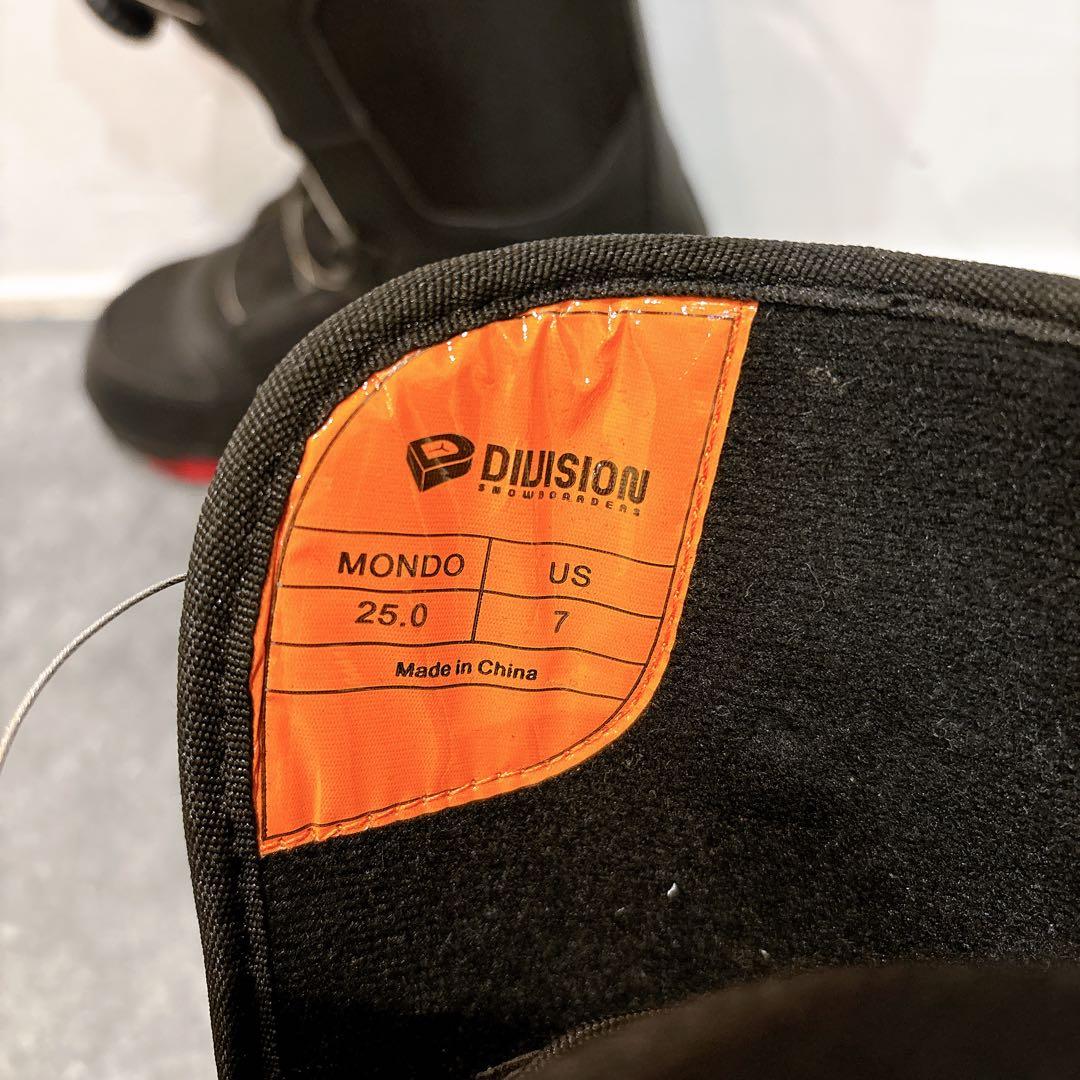 DIVISION
SNOWBOARDERS
MONDO US
25.0 7
Made in China